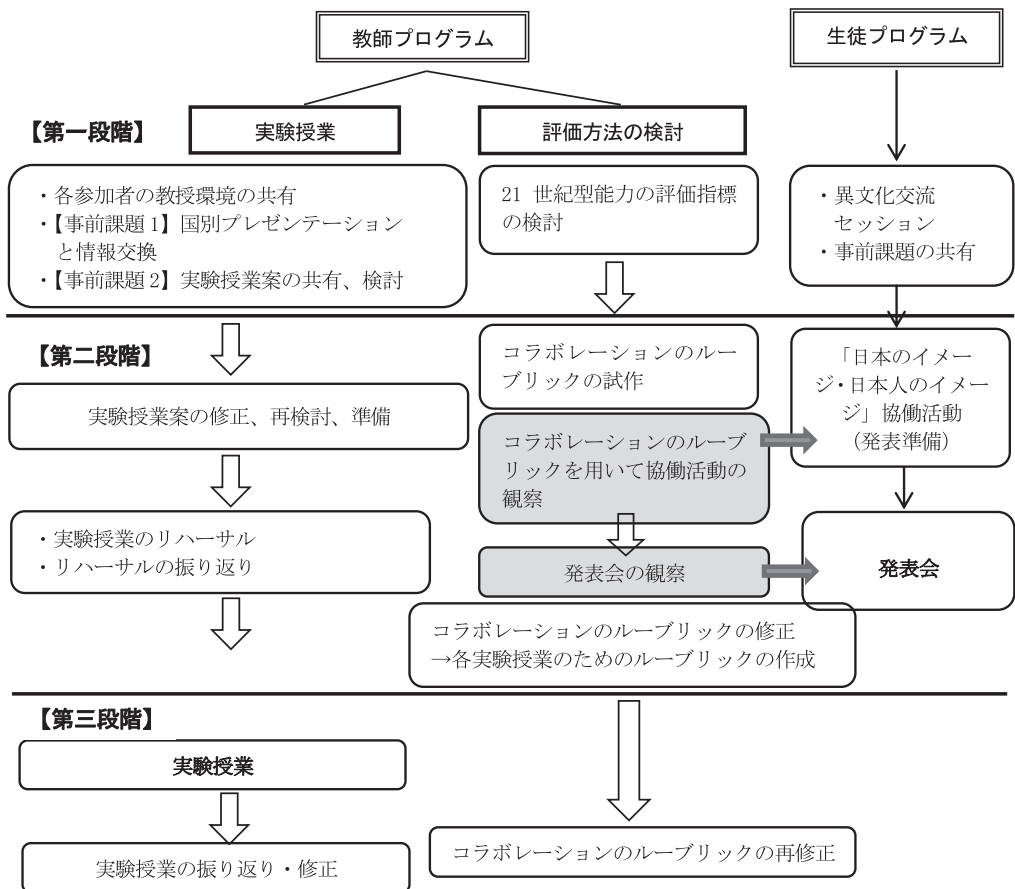 教師プログラム
生徒プログラム
【第一段階】
実験授業
評価方法の検討
・各参加者の教授環境の共有
・【事前課題1】国別プレゼンテーション
と情報交換
・【事前課題2】実験授業案の共有、検討
21 世紀型能力の評価指標
の検討
・異文化交流
セッション
・事前課題の共有
【第二段階】
実験授業案の修正、再検討、準備
・実験授業のリハーサル
・リハーサルの振り返り
コラボレーションのルー
ブリックの試作
コラボレーションのルーブ
リックを用いて協働活動の
観察
発表会の観察
コラボレーションのルーブリックの修正
→各実験授業のためのルーブリックの作成
「日本のイメー
ジ・日本人のイメー
ジ」協働活動
（発表準備）
発表会
【第三段階】
実験授業
実験授業の振り返り・修正
コラボレーションのルーブリックの再修正